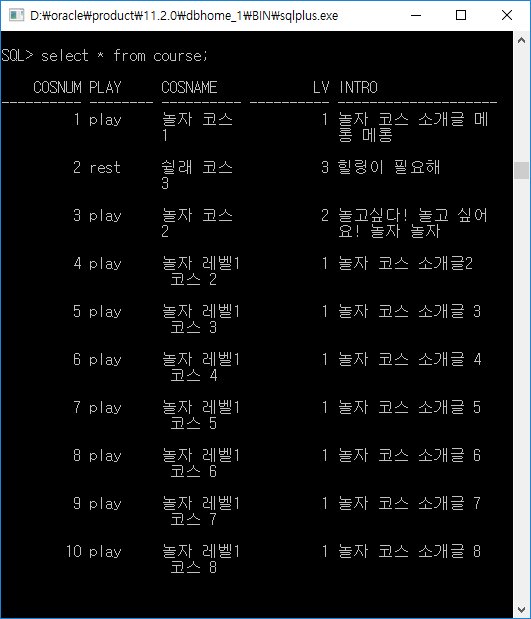 D:\oracle\product\11.2.0\dbhome_1\BIN\sqlplus.exe
SQL> select * from course;
COSNUM PLAY COSNAME LV INTRO
---------- -------- ---------- ---------- --------------------
1 play 놀자 코스 1 놀자 코스 소개글 메
1 롱 메롱
2 rest 쉴래 코스 3 힐링이 필요해
3
3 play 놀자 코스 2 놀고싶다! 놀고 싶어
2 요! 놀자 놀자
4 play 놀자 레벨1 1 놀자 코스 소개글2
코스 2
5 play 놀자 레벨1 1 놀자 코스 소개글 3
코스 3
6 play 놀자 레벨1 1 놀자 코스 소개글 4
코스 4
7 play 놀자 레벨1 1 놀자 코스 소개글 5
코스 5
8 play 놀자 레벨1 1 놀자 코스 소개글 6
코스 6
9 play 놀자 레벨1 1 놀자 코스 소개글 7
코스 7
10 play 놀자 레벨1 1 놀자 코스 소개글 8
코스 8